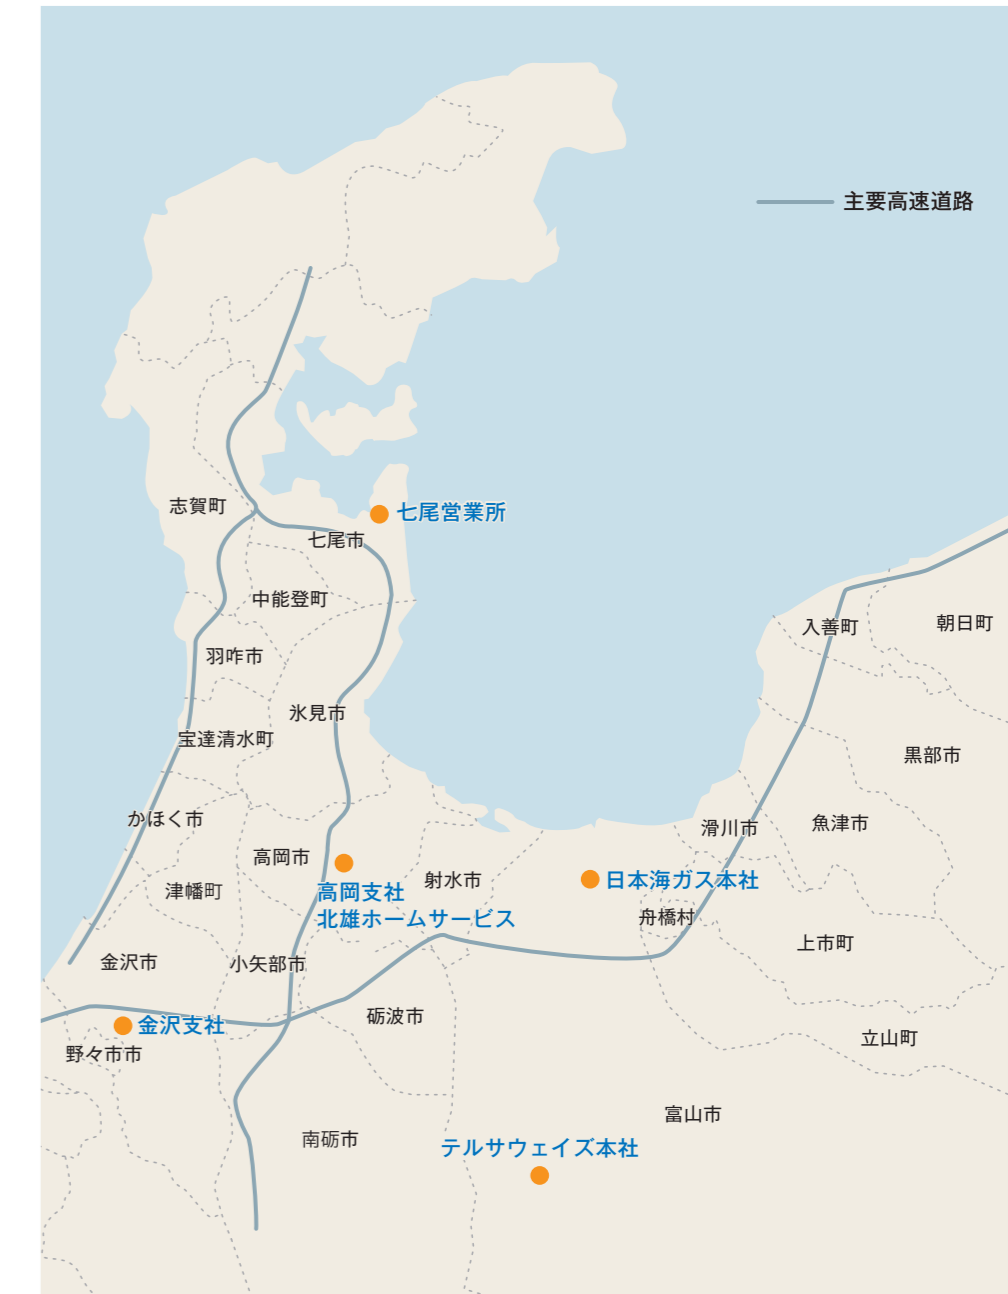 主要高速道路
志賀町
七尾営業所
七尾市
中能登町
入善町
朝日町
羽咋市
氷見市
宝達清水町
黒部市
かほく市
滑川市
魚津市
高岡市
高岡支社
北雄ホームサービス
射水市
日本海ガス本社
津幡町
舟橋村
上市町
金沢市
小矢部市
砺波市
金沢支社
立山町
野々市市
富山市
南砺市
テルサウェイズ本社